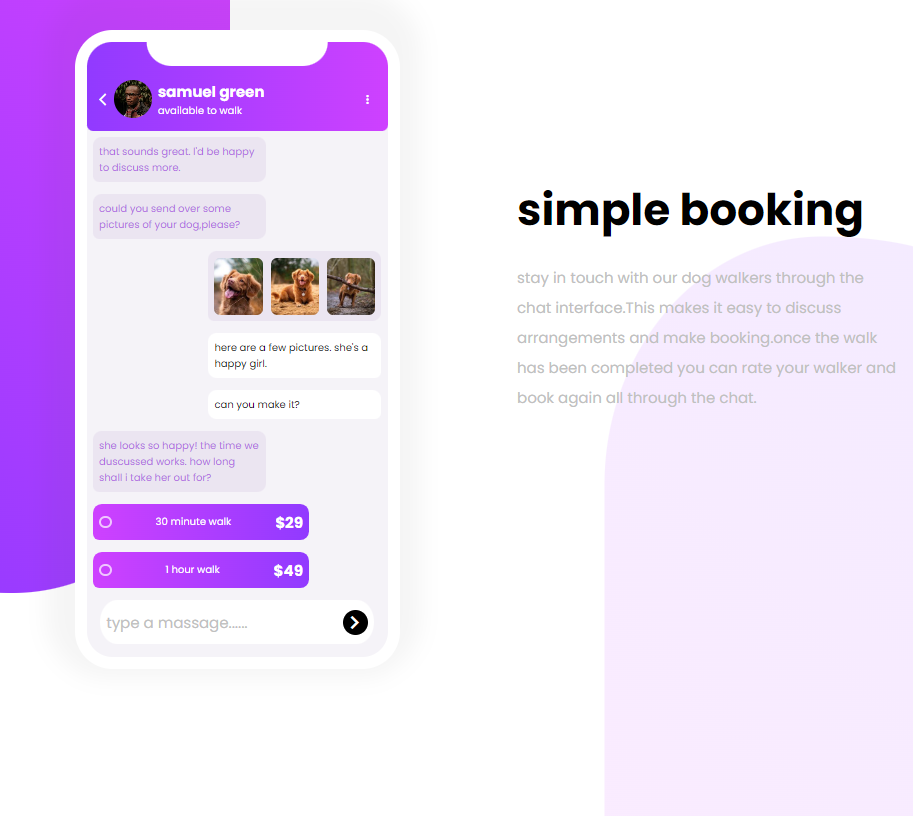 samuel green
available to walk
that sounds great. I'd be happy
to discuss more.
could you send over some
pictures of your dog,please?
here are a few pictures. she's a
happy girl.
can you make it?
she looks so happy! the time we
duscussed works. how long
shall i take her out for?
30 minute walk $29
1 hour walk $49
type a massage......
simple booking
stay in touch with our dog walkers through the
chat interface.This makes it easy to discuss
arrangements and make booking.once the walk
has been completed you can rate your walker and
book again all through the chat.